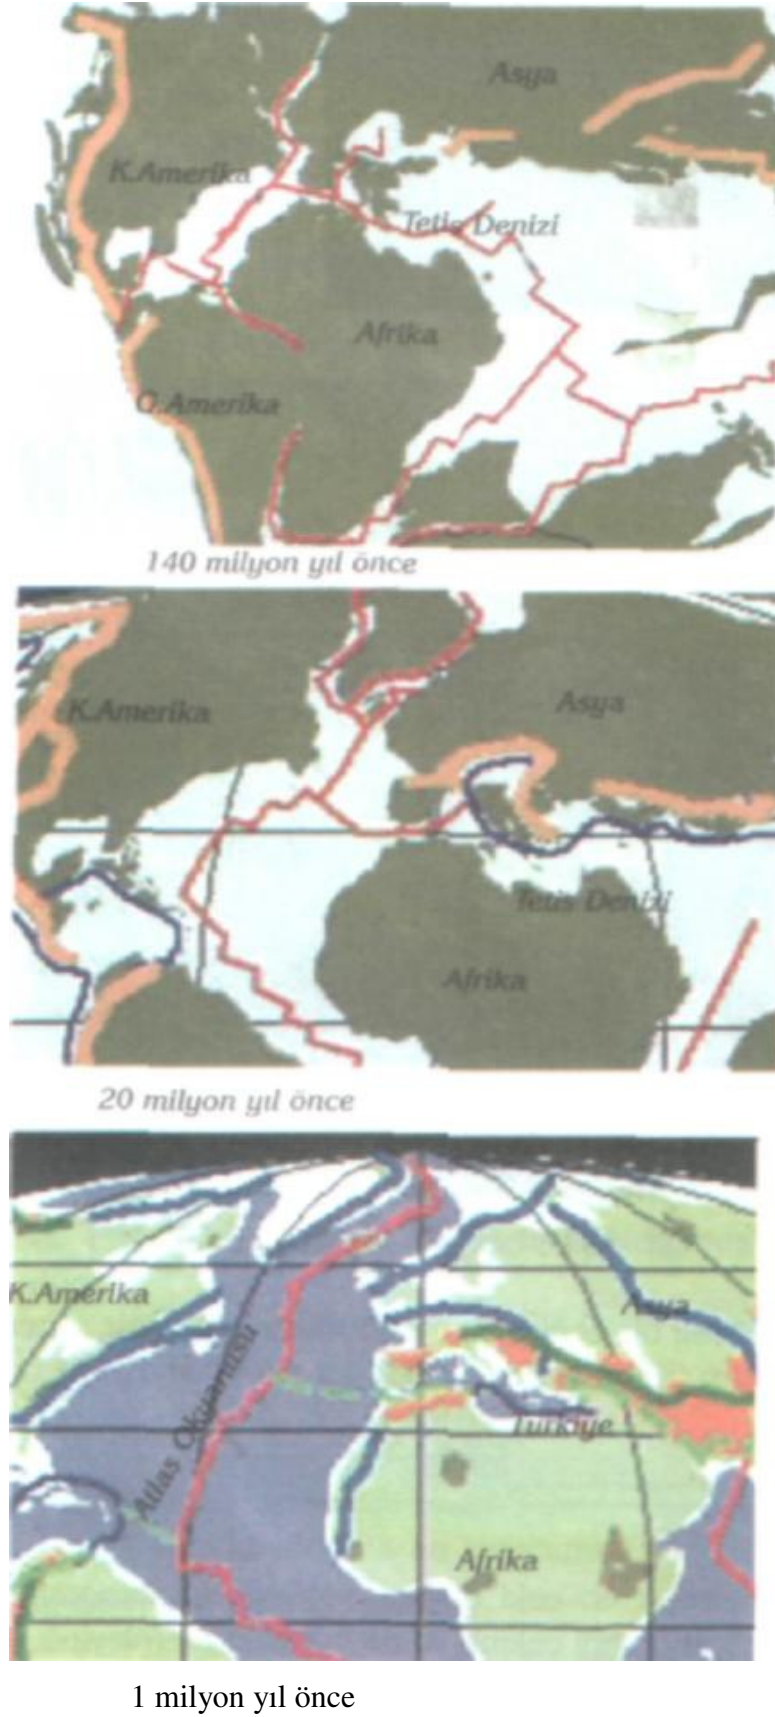 Asya
K.Amerika
Tetis Denizi
Afrika
G.Amerika
140 milyon yıl önce
K.Amerika
Asya
Tetis Denizi
Afrika
20 milyon yıl önce
K.Amerika
Asya
Atlas Okyanusu
Türkiye
Afrika
1 milyon yıl önce